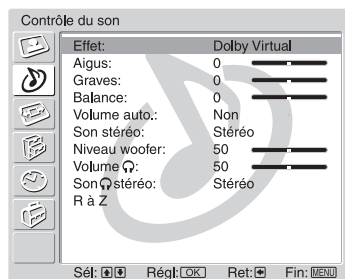 Contrôle du son
Effet: Dolby Virtual
Aigus: 0
Graves: 0
Balance: 0
Volume auto.: Non
Son stéréo: Stéréo
Niveau woofer: 50
Volume 🎧: 50
Son 🎧 stéréo: Stéréo
R à Z
Sél: Régl: OK Ret: Fin: MENU